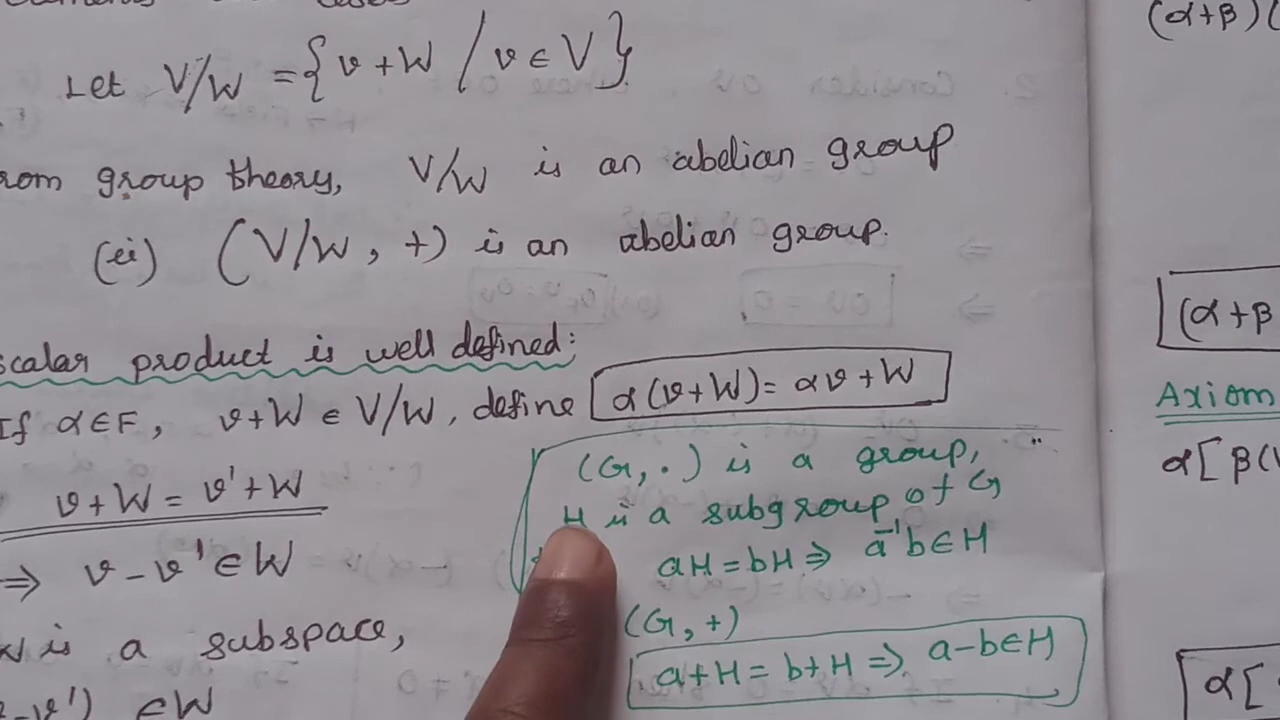 Let V/W = {v+W / v∈V}
rom group theory, V/W is an abelian group
(ii) (V/W, +) is an abelian group.
scalar product is well defined:
If α∈F, v+W ∈ V/W, define α(v+W) = αv+W
v+W = v'+W
⇒ v-v'∈W
W is a subspace,
-v') ∈W
(G, ·) is a group,
H is a subgroup of G
aH = bH ⇒ a⁻¹b∈H
(G, +)
a+H = b+H ⇒ a-b∈H
(α+β)(
(α+β
Axiom
α[β(
α[